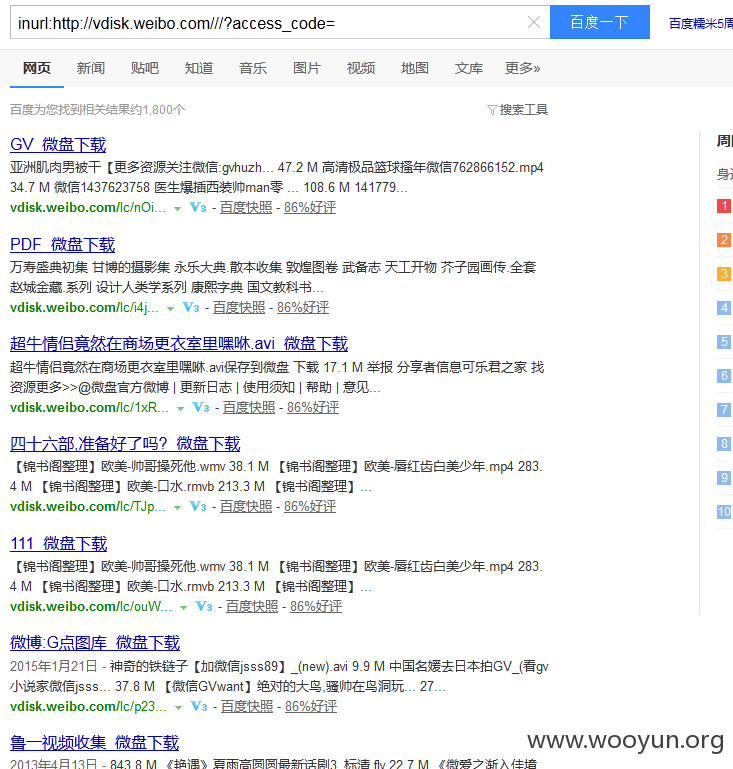 inurl:http://vdisk.weibo.com///?access_code=
百度一下
百度糯米5周
网页 新闻 贴吧 知道 音乐 图片 视频 地图 文库 更多»
百度为您找到相关结果约1,800个
搜索工具
GV_微盘下载
亚洲肌肉男被干【更多资源关注微信:gvhuzh... 47.2 M 高清极品篮球搔年微信762866152.mp4
34.7 M 微信1437623758 医生爆插西装帅man零 ... 108.6 M 141779...
vdisk.weibo.com/lc/nOi... V3 - 百度快照 - 86%好评
PDF_微盘下载
万寿盛典初集 甘博的摄影集 永乐大典.散本收集 敦煌图卷 武备志 天工开物 芥子园画传.全套
赵城金藏.系列 设计人类学系列 康熙字典 国文教科书...
vdisk.weibo.com/lc/i4j... V3 - 百度快照 - 86%好评
超牛情侣竟然在商场更衣室里嘿咻.avi_微盘下载
超牛情侣竟然在商场更衣室里嘿咻.avi保存到微盘 下载 17.1 M 举报 分享者信息可乐君之家 找
资源更多>>@微盘官方微博 | 更新日志 | 使用须知 | 帮助 | 意见...
vdisk.weibo.com/lc/1xR... V3 - 百度快照 - 86%好评
四十六部,准备好了吗?_微盘下载
【锦书阁整理】欧美-帅哥操死他.wmv 38.1 M 【锦书阁整理】欧美-唇红齿白美少年.mp4 283.
4 M 【锦书阁整理】欧美-口水.rmvb 213.3 M 【锦书阁整理】...
vdisk.weibo.com/lc/TJp... V3 - 百度快照 - 86%好评
111_微盘下载
【锦书阁整理】欧美-帅哥操死他.wmv 38.1 M 【锦书阁整理】欧美-唇红齿白美少年.mp4 283.
4 M 【锦书阁整理】欧美-口水.rmvb 213.3 M 【锦书阁整理】...
vdisk.weibo.com/lc/ouW... V3 - 百度快照 - 86%好评
微博:G点图库_微盘下载
2015年1月21日 - 神奇的铁链子【加微信jsss89】_(new).avi 9.9 M 中国名媛去日本拍GV_(看gv
小说家微信jsss... 37.8 M 【微信GVwant】绝对的大鸟,骚帅在鸟洞玩... 27...
vdisk.weibo.com/lc/p23... V3 - 百度快照 - 86%好评
鲁一视频收集_微盘下载
2013年4月13日 - 843.8 M 《艳遇》夏雨高圆圆最新话剧3_标清.flv 22.7 M 《微爱之渐入佳境
1
2
3
4
5
6
7
8
9
10
www.wooyun.org